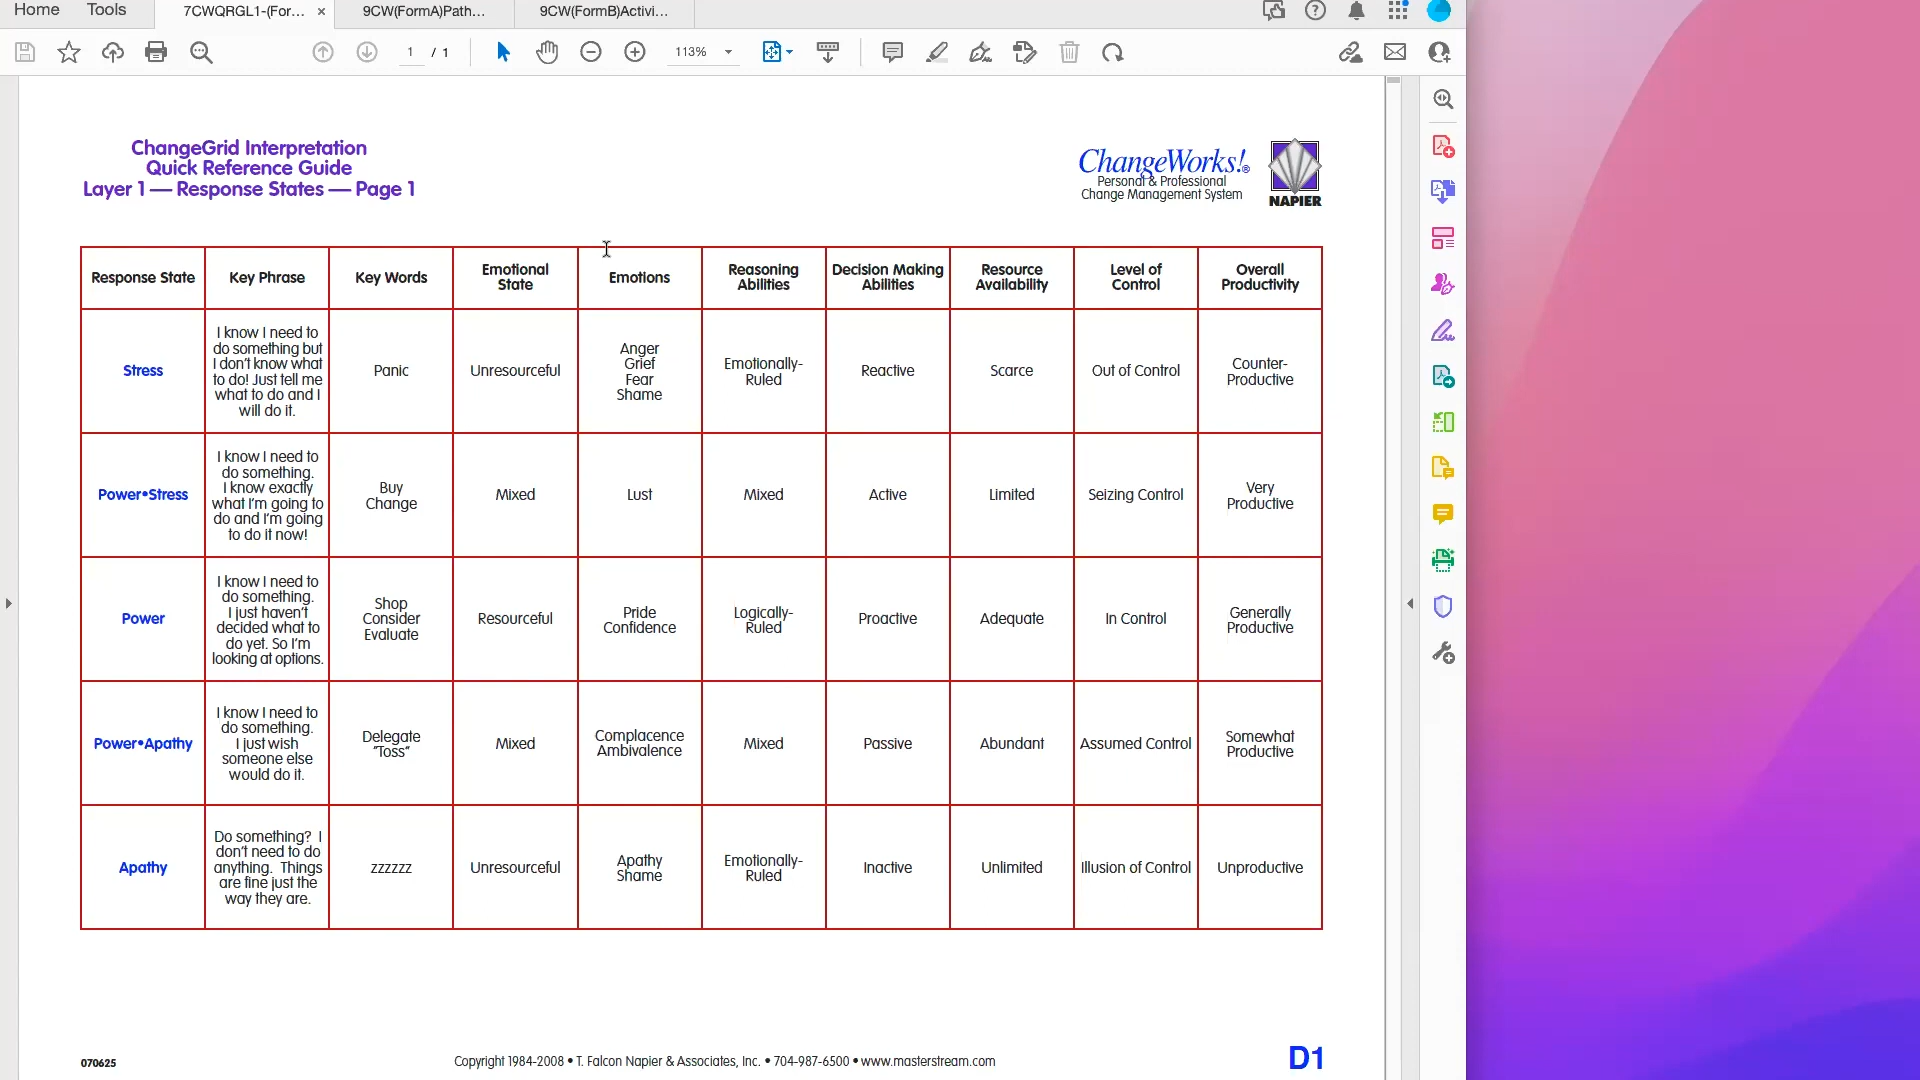 Home
Tools
7CWQRGL1-(For...
9CW(FormA)Path...
9CW(FormB)Activi...
1 / 1
113%
ChangeGrid Interpretation
Quick Reference Guide
Layer 1 — Response States — Page 1
ChangeWorks!®
Personal & Professional
Change Management System
NAPIER
Response State
Key Phrase
Key Words
Emotional
State
Emotions
Reasoning
Abilities
Decision Making
Abilities
Resource
Availability
Level of
Control
Overall
Productivity
Stress
I know I need to
do something but
I don't know what
to do! Just tell me
what to do and I
will do it.
Panic
Unresourceful
Anger
Grief
Fear
Shame
Emotionally-
Ruled
Reactive
Scarce
Out of Control
Counter-
Productive
Power•Stress
I know I need to
do something.
I know exactly
what I'm going to
do and I'm going
to do it now!
Buy
Change
Mixed
Lust
Mixed
Active
Limited
Seizing Control
Very
Productive
Power
I know I need to
do something.
I just haven't
decided what to
do yet. So I'm
looking at options.
Shop
Consider
Evaluate
Resourceful
Pride
Confidence
Logically-
Ruled
Proactive
Adequate
In Control
Generally
Productive
Power•Apathy
I know I need to
do something.
I just wish
someone else
would do it.
Delegate
"Toss"
Mixed
Complacence
Ambivalence
Mixed
Passive
Abundant
Assumed Control
Somewhat
Productive
Apathy
Do something? I
don't need to do
anything. Things
are fine just the
way they are.
zzzzzz
Unresourceful
Apathy
Shame
Emotionally-
Ruled
Inactive
Unlimited
Illusion of Control
Unproductive
070625
Copyright 1984-2008 • T. Falcon Napier & Associates, Inc. • 704-987-6500 • www.masterstream.com
D1